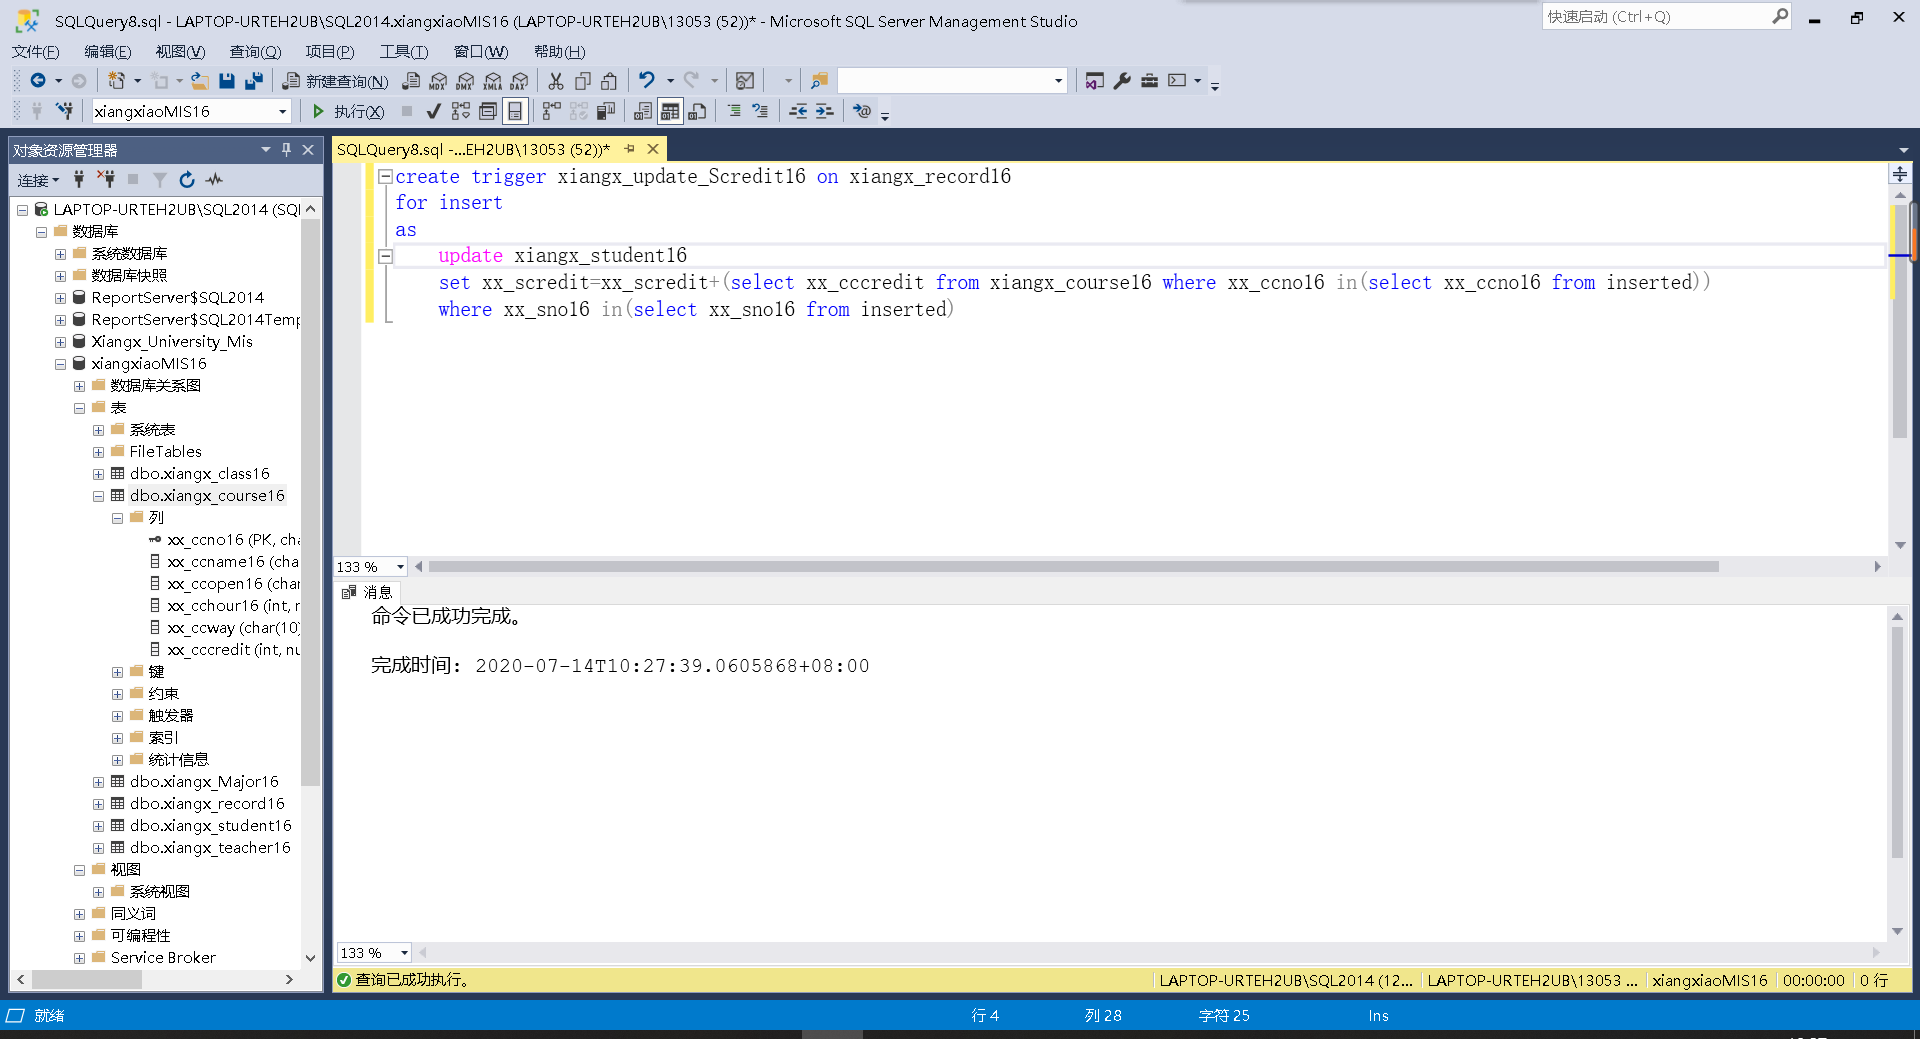 SQLQuery8.sql - LAPTOP-URTEH2UB\SQL2014.xiangxiaoMIS16 (LAPTOP-URTEH2UB\13053 (52))* - Microsoft SQL Server Management Studio
快速启动 (Ctrl+Q)
文件(F) 编辑(E) 视图(V) 查询(Q) 项目(P) 工具(T) 窗口(W) 帮助(H)
新建查询(N) MDX DMX XMLA DAX
xiangxiaoMIS16 执行(X)
对象资源管理器
连接
LAPTOP-URTEH2UB\SQL2014 (SQL
数据库
系统数据库
数据库快照
ReportServer$SQL2014
ReportServer$SQL2014Temp
Xiangx_University_Mis
xiangxiaoMIS16
数据库关系图
表
系统表
FileTables
dbo.xiangx_class16
dbo.xiangx_course16
列
xx_ccno16 (PK, cha
xx_ccname16 (cha
xx_ccopen16 (char
xx_cchour16 (int, n
xx_ccway (char(10)
xx_cccredit (int, nu
键
约束
触发器
索引
统计信息
dbo.xiangx_Major16
dbo.xiangx_record16
dbo.xiangx_student16
dbo.xiangx_teacher16
视图
系统视图
同义词
可编程性
Service Broker
SQLQuery8.sql -...EH2UB\13053 (52))*
create trigger xiangx_update_Scredit16 on xiangx_record16
for insert
as
update xiangx_student16
set xx_scredit=xx_scredit+(select xx_cccredit from xiangx_course16 where xx_ccno16 in(select xx_ccno16 from inserted))
where xx_sno16 in(select xx_sno16 from inserted)
133 %
消息
命令已成功完成。
完成时间: 2020-07-14T10:27:39.0605868+08:00
133 %
查询已成功执行。 LAPTOP-URTEH2UB\SQL2014 (12... LAPTOP-URTEH2UB\13053 ... xiangxiaoMIS16 00:00:00 0 行
就绪 行 4 列 28 字符 25 Ins